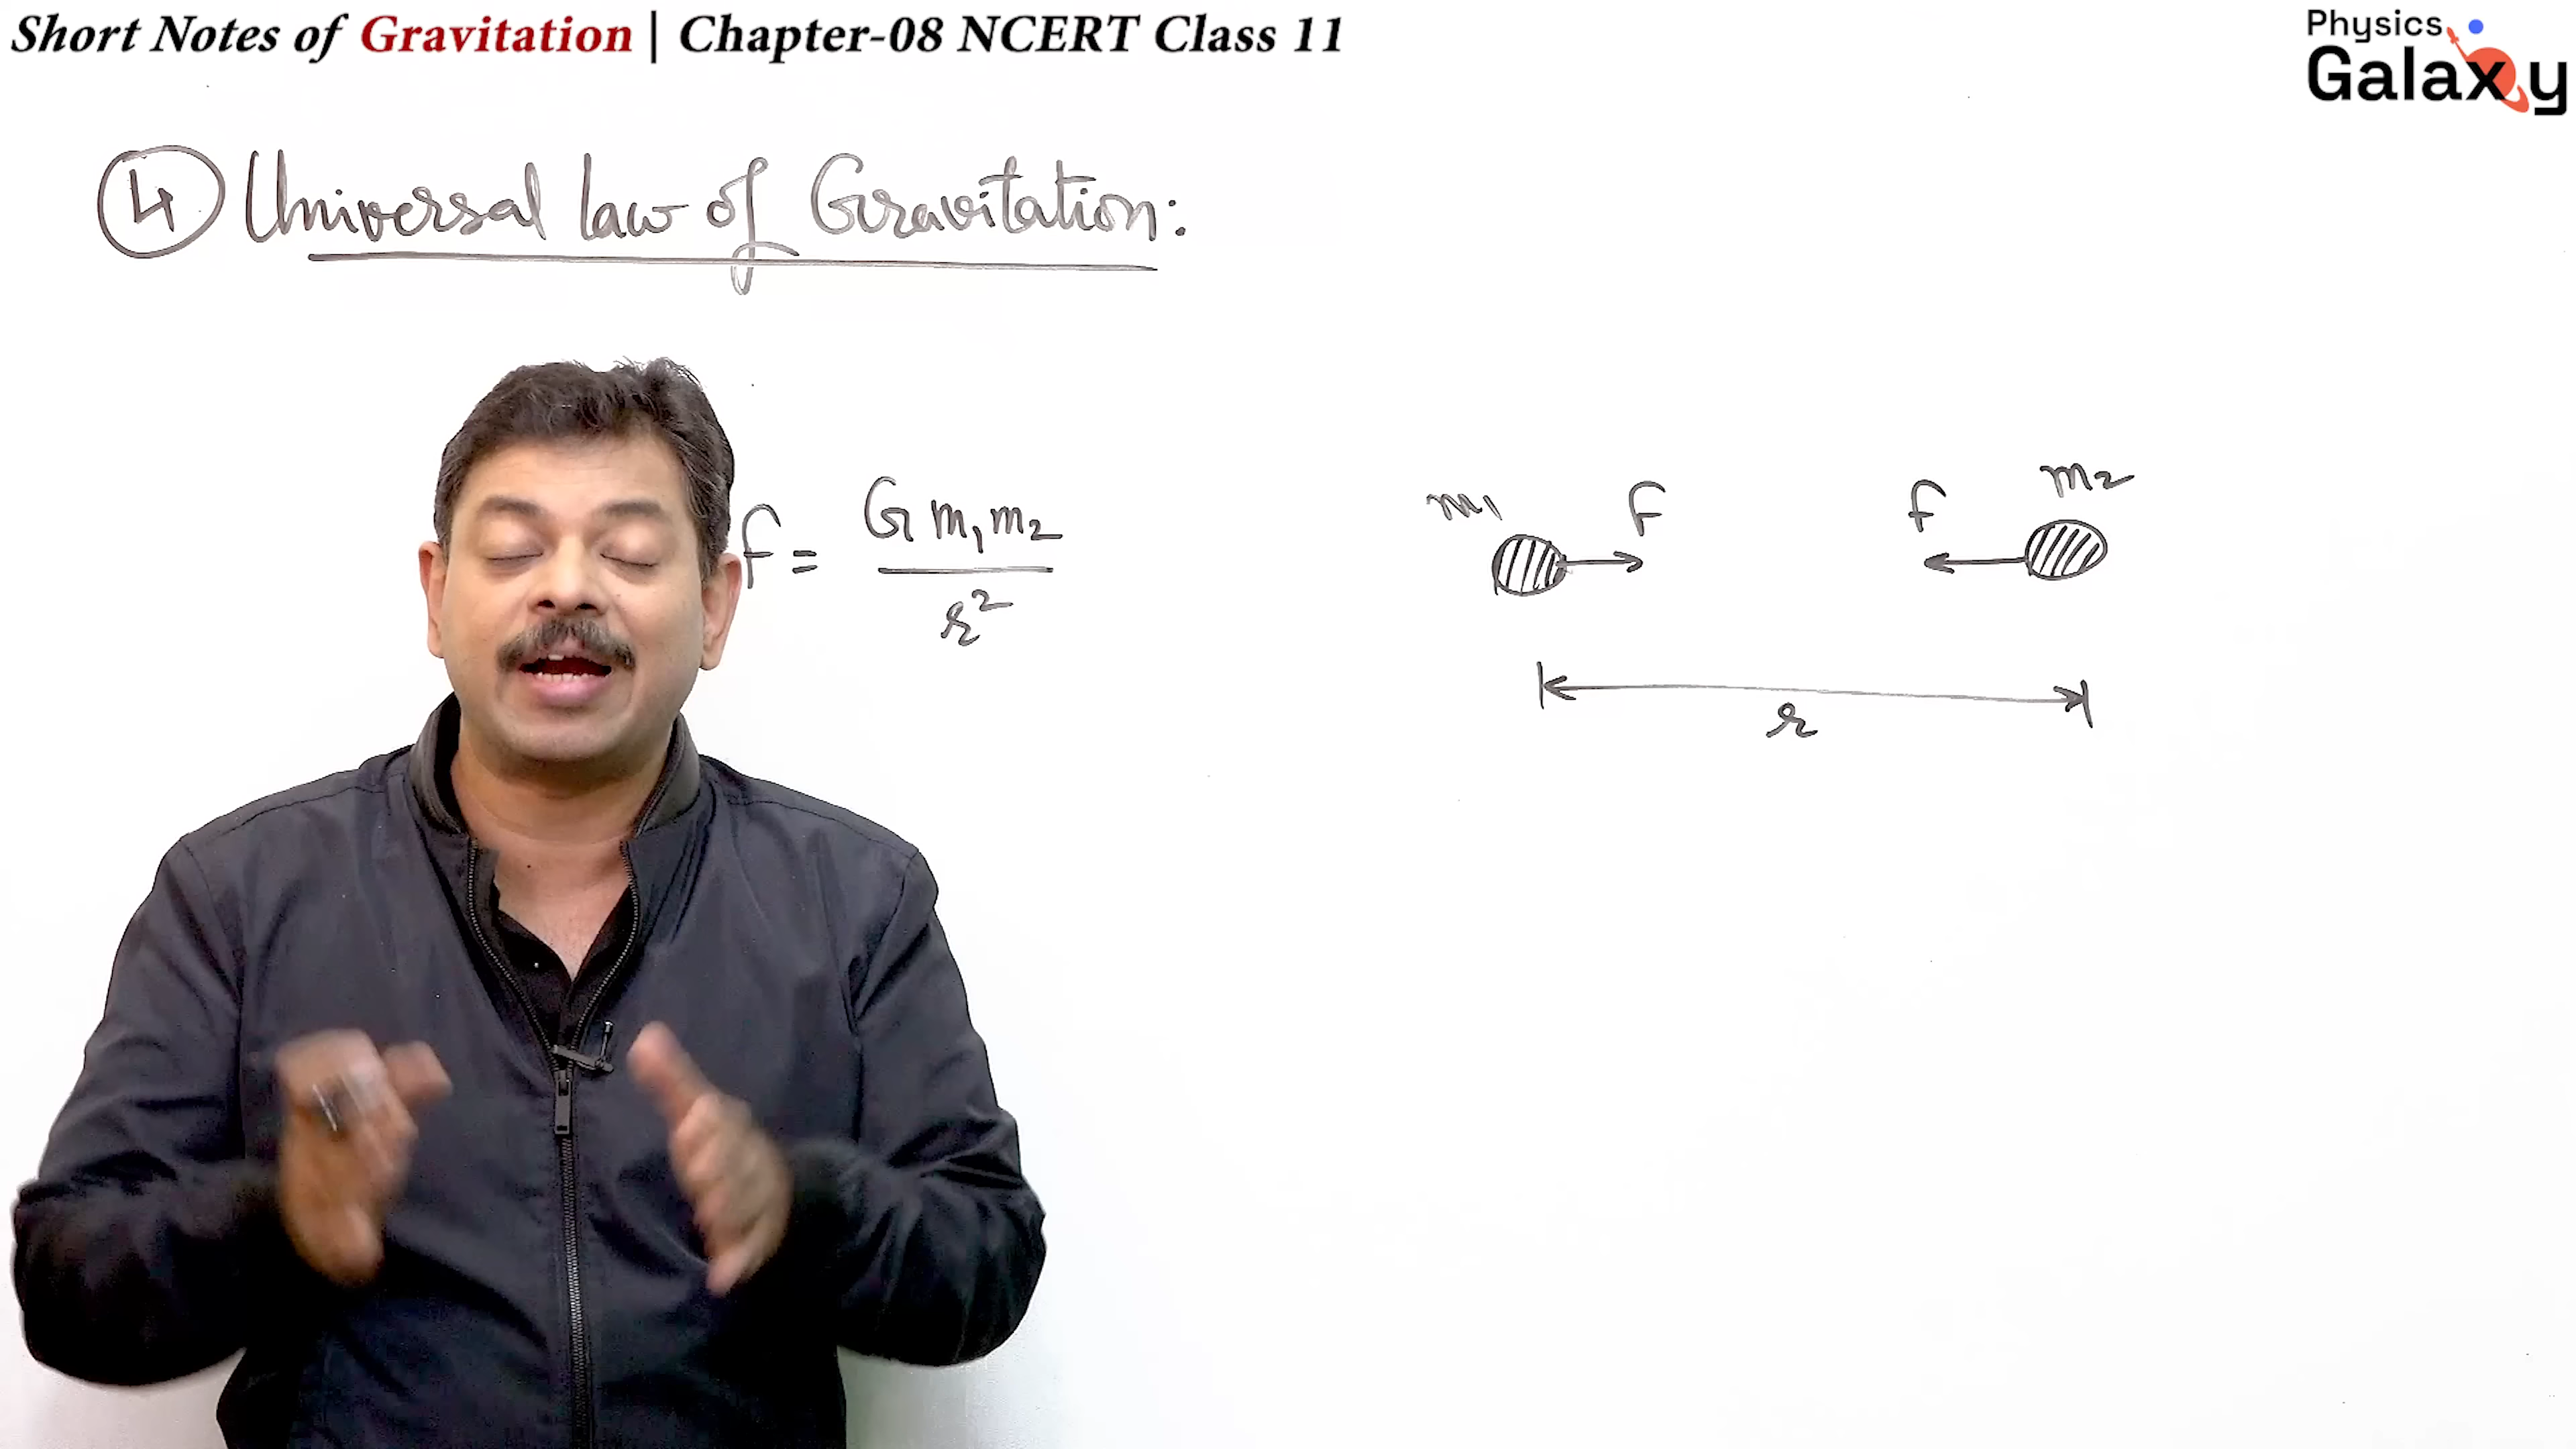 Short Notes of Gravitation | Chapter-08 NCERT Class 11
Physics
Galaxy
4 Universal law of Gravitation:
F = G m₁m₂ / r²
m₁ F F m₂
r